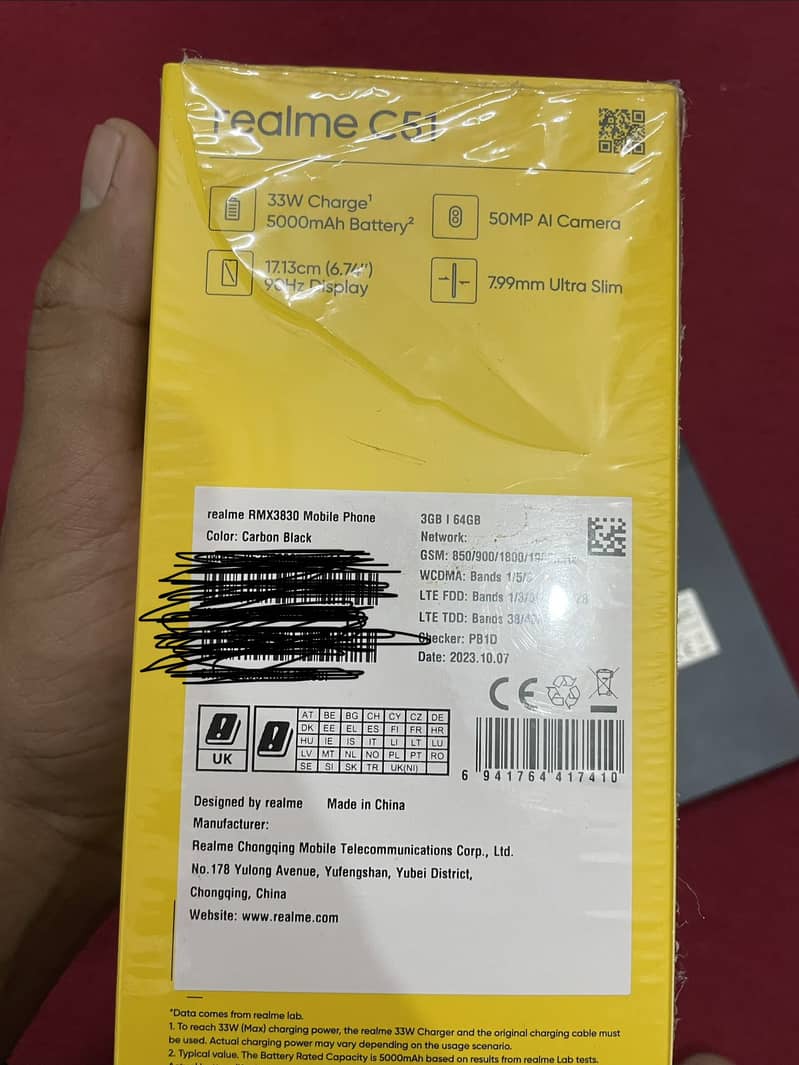 realme C51
33W Charge¹
5000mAh Battery²
50MP AI Camera
17.13cm (6.74'')
90Hz Display
7.99mm Ultra Slim
realme RMX3830 Mobile Phone
Color: Carbon Black
3GB | 64GB
Network:
GSM: 850/900/1800/
WCDMA: Bands 1/5/
LTE FDD: Bands 1/3/ 28
LTE TDD: Bands 38/
Checker: PB1D
Date: 2023.10.07
CE
UK
AT BE BG CH CY CZ DE
DK EE EL ES FI FR HR
HU IE IS IT LI LT LU
LV MT NL NO PL PT RO
SE SI SK TR UK(NI)
6 941764 417410
Designed by realme Made in China
Manufacturer:
Realme Chongqing Mobile Telecommunications Corp., Ltd.
No.178 Yulong Avenue, Yufengshan, Yubei District,
Chongqing, China
Website: www.realme.com
*Data comes from realme lab.
1. To reach 33W (Max) charging power, the realme 33W Charger and the original charging cable must
be used. Actual charging power may vary depending on the usage scenario.
2. Typical value. The Battery Rated Capacity is 5000mAh based on results from realme Lab tests.